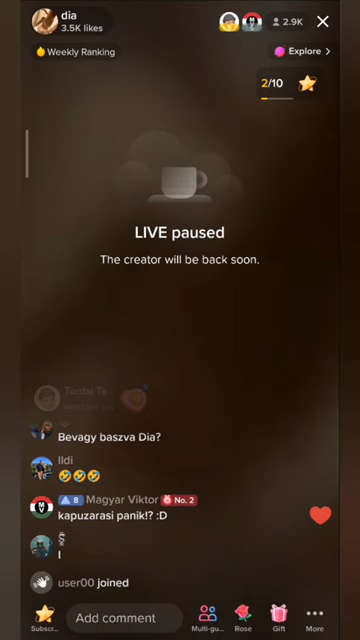 dia
3.5K likes
2.9K
Weekly Ranking
Explore
2/10
LIVE paused
The creator will be back soon.
Tordai Ta...
Bevagy baszva Dia?
Ildi
🤣🤣🤣
8 Magyar Viktor No. 2
kapuzarasi panik!? :D
I
user00 joined
Subscr...
Add comment
Multi-gu...
Rose
Gift
More